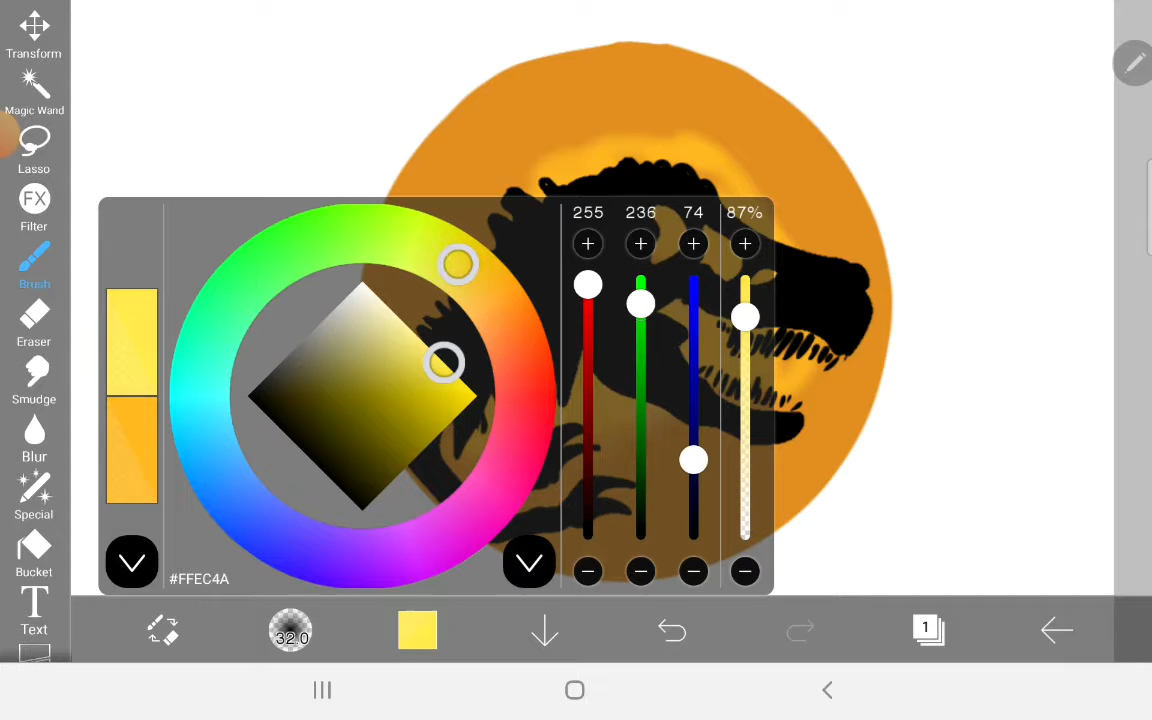 Transform
Magic Wand
Lasso
FX
Filter
Brush
Eraser
Smudge
Blur
Special
Bucket
T
Text
255 236 74 87%
#FFEC4A
32.0
1